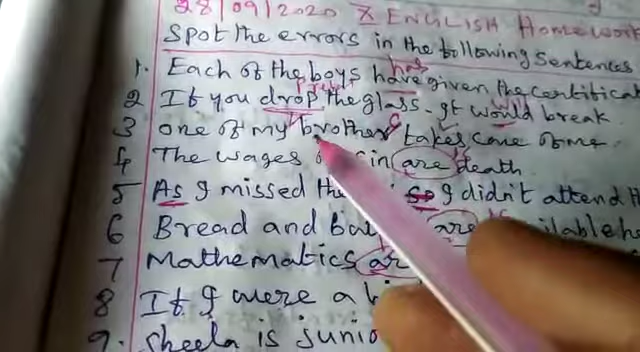 28/09/2020 X ENGLISH Homework
Spot the errors in the following sentences
has
1. Each of the boys have given the certificat
2 If you drop the glass. It would break.
3 One of my brother takes care of me.
4 The wages sin are death
5 As I missed the so I didn't attend
6 Bread and are
7 Mathematics
8 If I were a
9. Sheela is junio